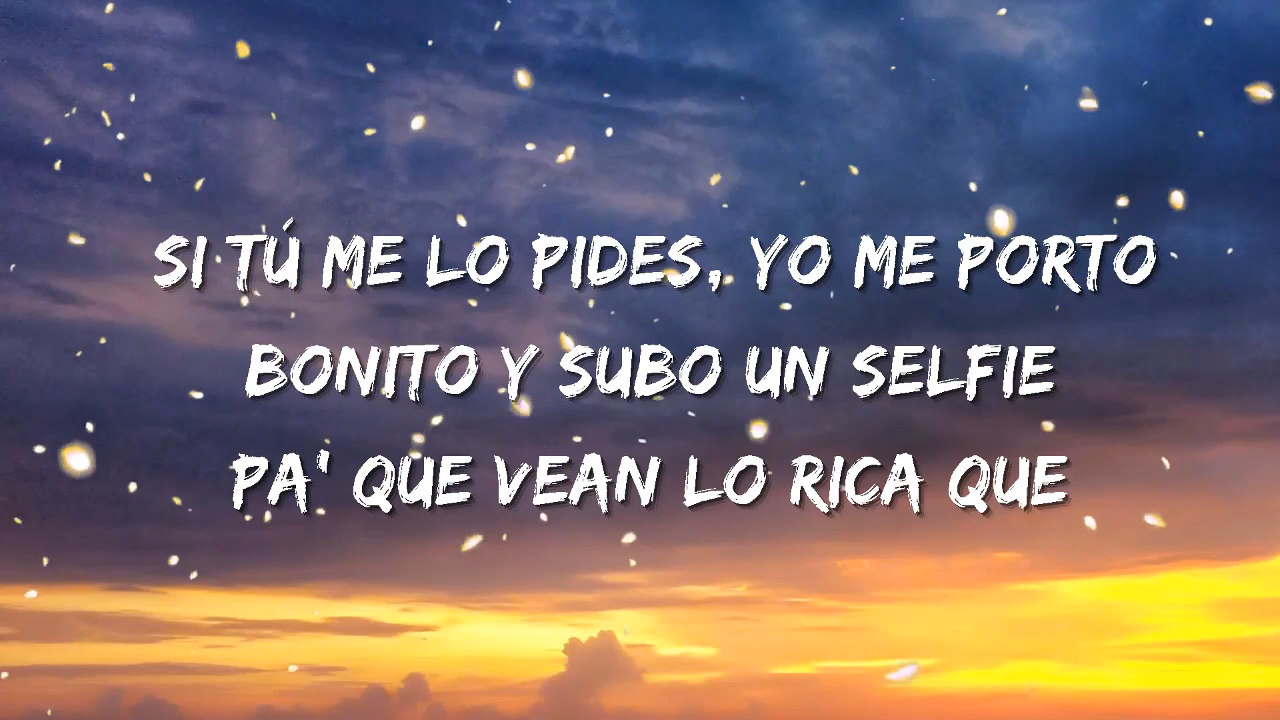 SI TÚ ME LO PIDES, YO ME PORTO
BONITO Y SUBO UN SELFIE
PA' QUE VEAN LO RICA QUE